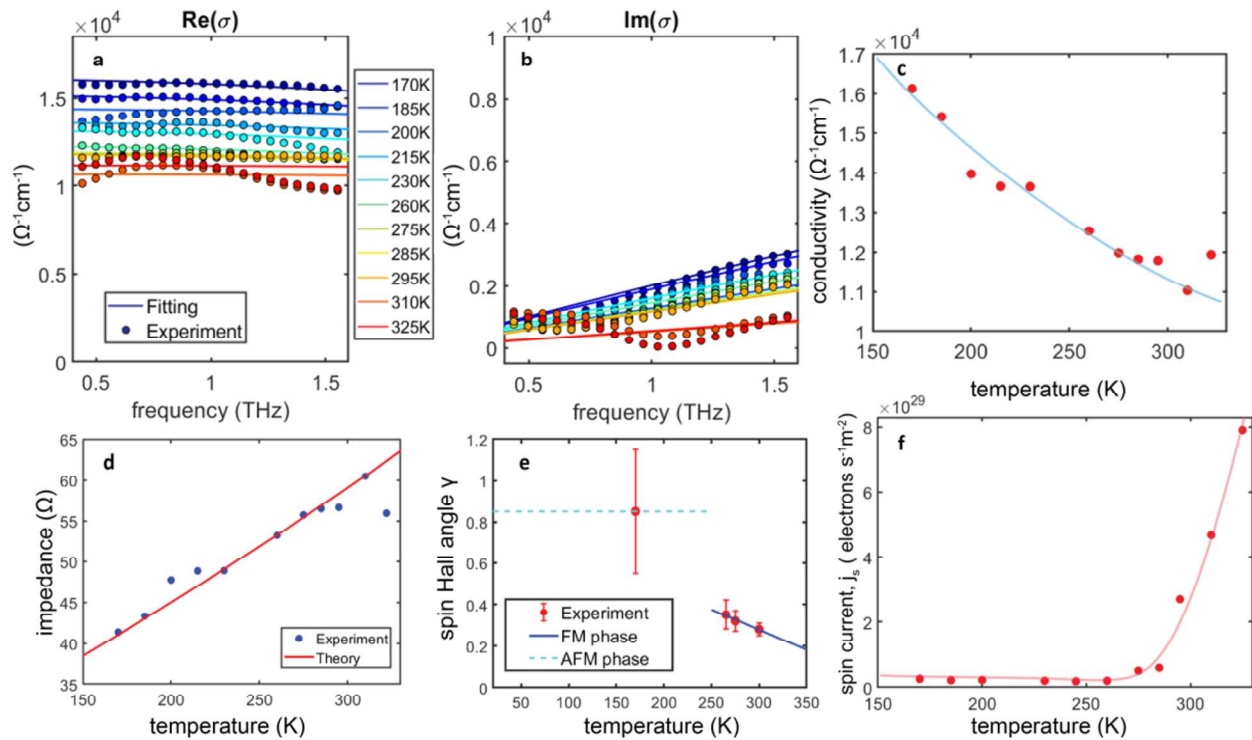 Re(σ)
×10⁴
a
1.5
1
0.5
0
(Ω⁻¹cm⁻¹)
0.5
1
1.5
frequency (THz)
Fitting
Experiment
170K
185K
200K
215K
230K
260K
275K
285K
295K
310K
325K
Im(σ)
×10⁴
b
1
0.8
0.6
0.4
0.2
0
(Ω⁻¹cm⁻¹)
0.5
1
1.5
frequency (THz)
×10⁴
c
1.7
1.6
1.5
1.4
1.3
1.2
1.1
1
conductivity (Ω⁻¹cm⁻¹)
150
200
250
300
temperature (K)
d
65
60
55
50
45
40
35
impedance (Ω)
150
200
250
300
temperature (K)
Experiment
Theory
e
1.2
1
0.8
0.6
0.4
0.2
0
spin Hall angle γ
50
100
150
200
250
300
350
temperature (K)
Experiment
FM phase
AFM phase
×10²⁹
f
8
6
4
2
0
spin currrent, jₛ ( electrons s⁻¹m⁻²)
150
200
250
300
temperature (K)